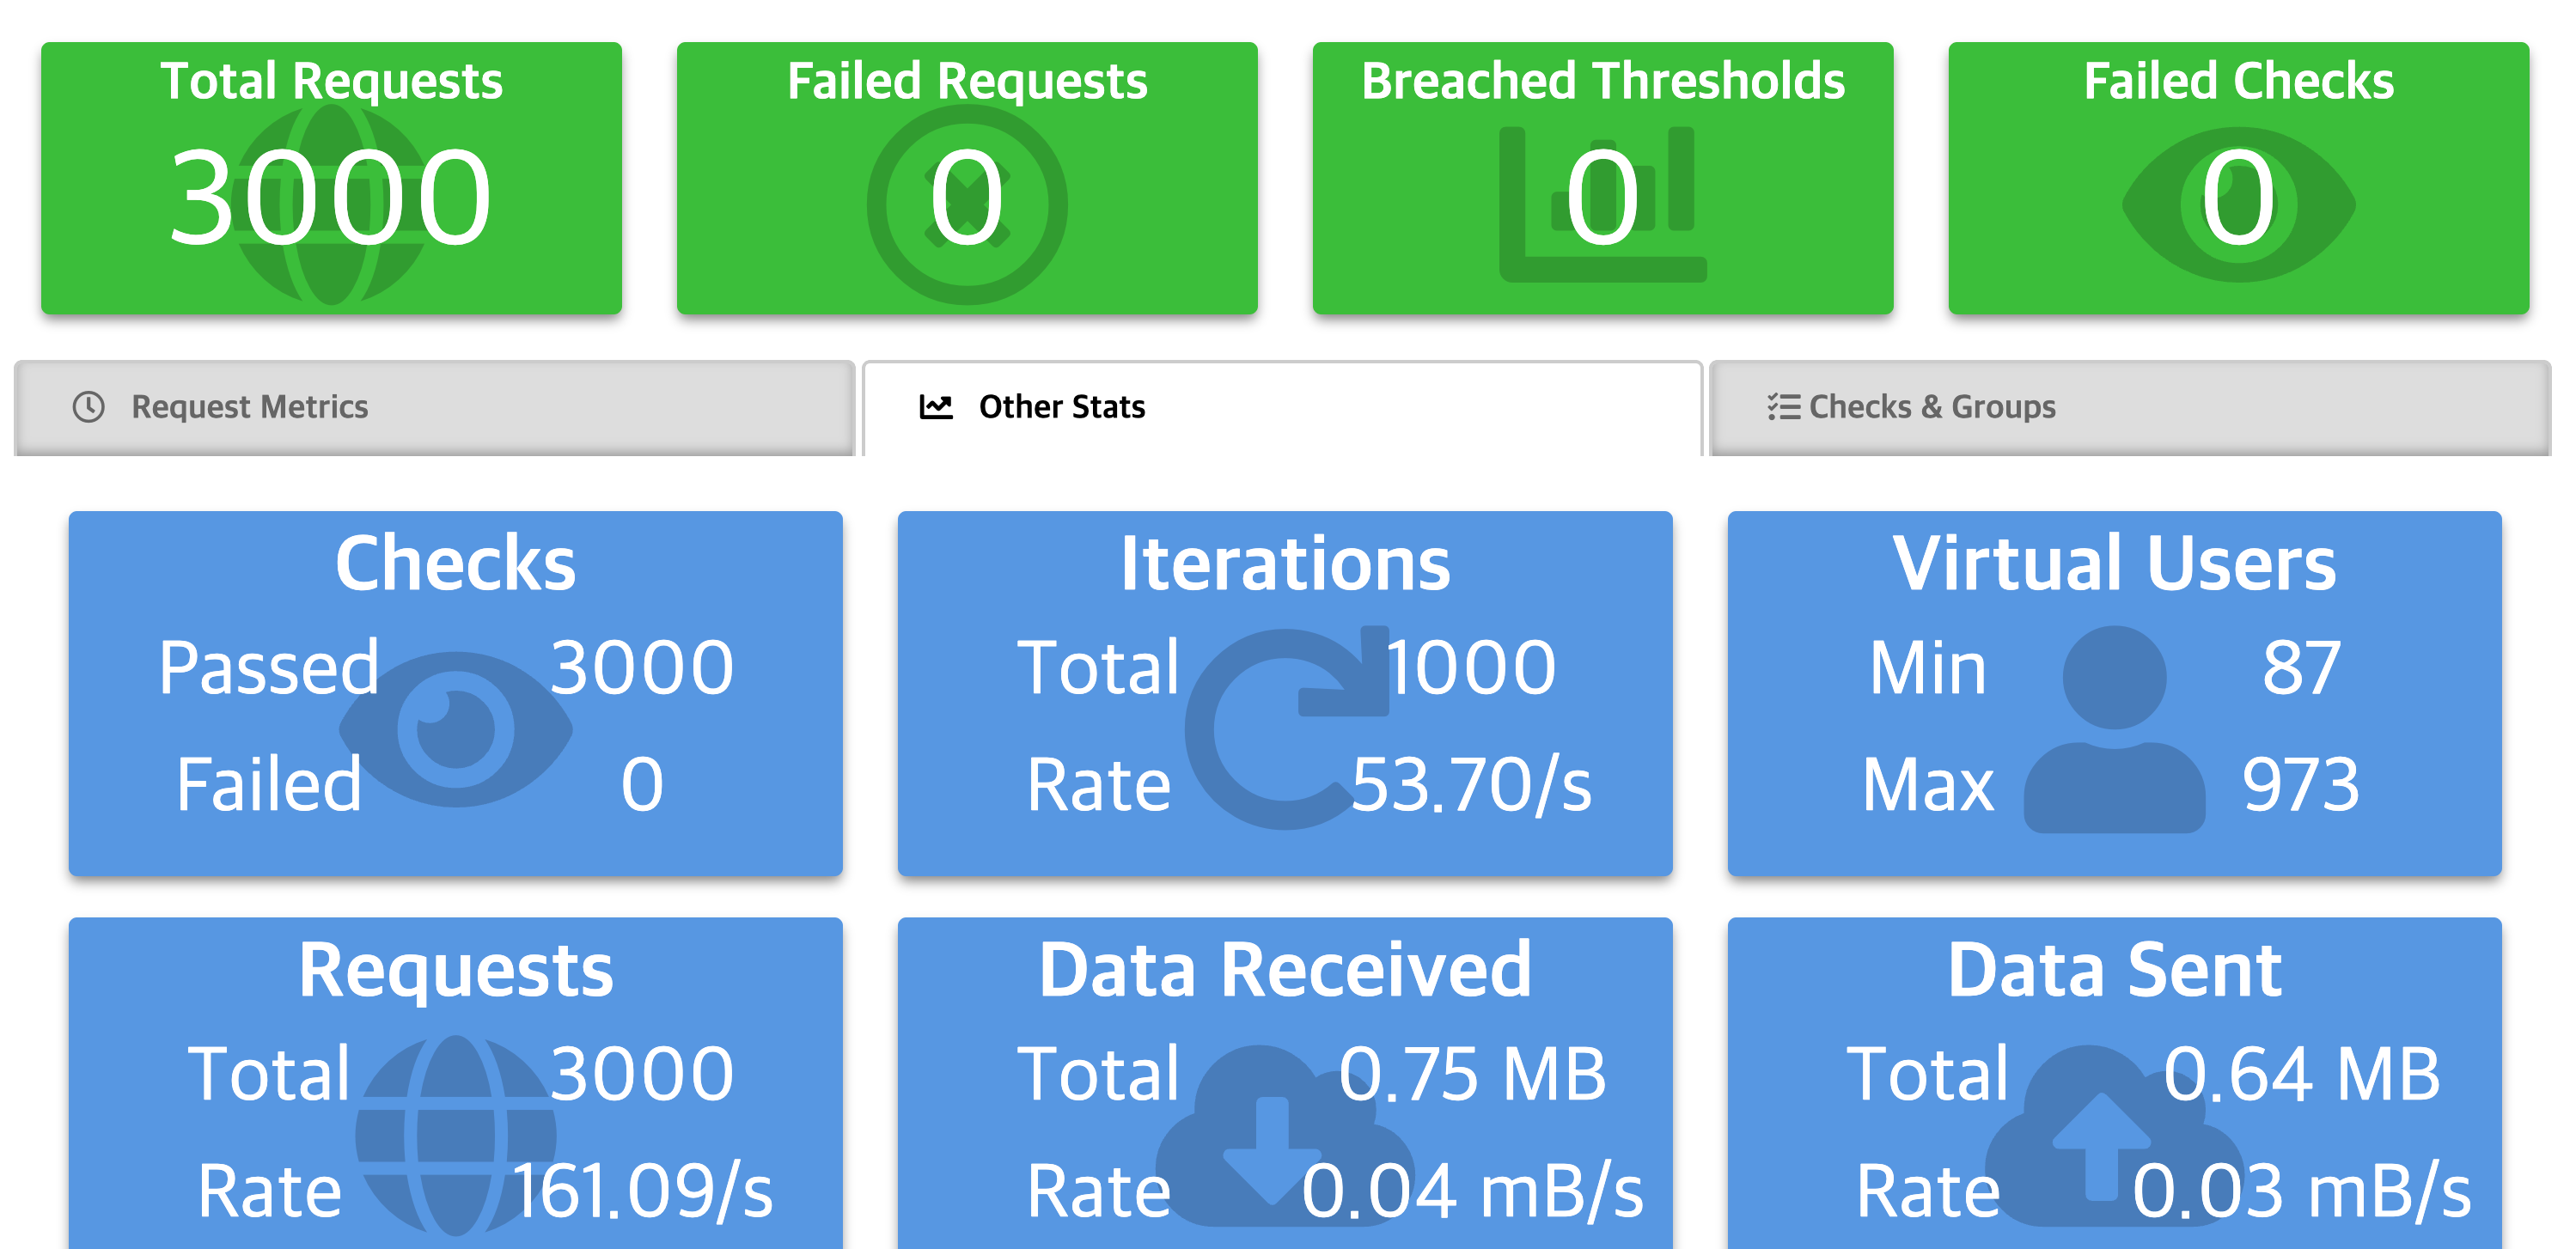 Total Requests
3000
Failed Requests
0
Breached Thresholds
0
Failed Checks
0
Request Metrics
Other Stats
Checks & Groups
Checks
Passed 3000
Failed 0
Iterations
Total 1000
Rate 53.70/s
Virtual Users
Min 87
Max 973
Requests
Total 3000
Rate 161.09/s
Data Received
Total 0.75 MB
Rate 0.04 mB/s
Data Sent
Total 0.64 MB
Rate 0.03 mB/s